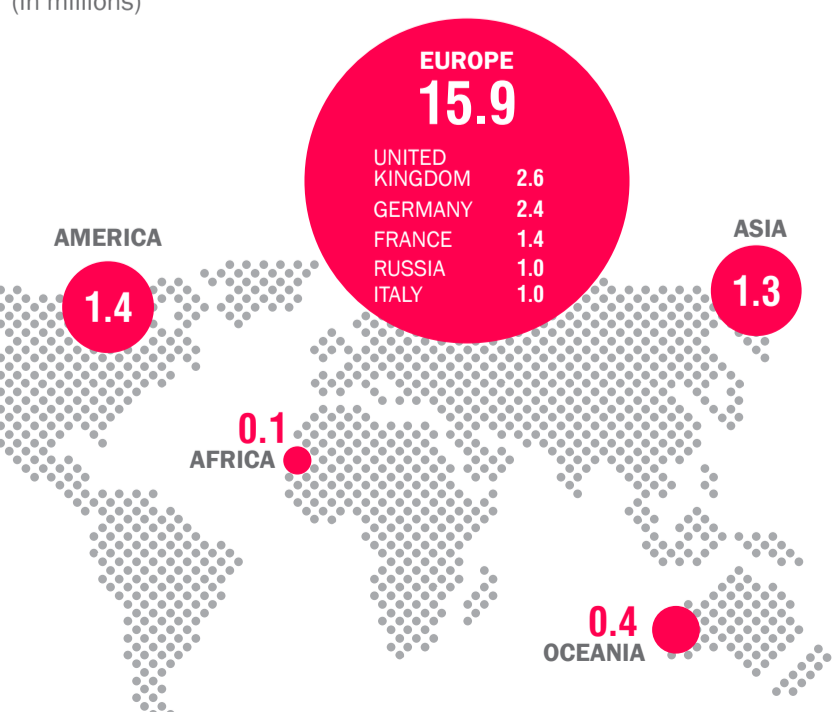 (in millions)
EUROPE
15.9
UNITED
KINGDOM 2.6
GERMANY 2.4
FRANCE 1.4
RUSSIA 1.0
ITALY 1.0
AMERICA
1.4
ASIA
1.3
0.1
AFRICA
0.4
OCEANIA